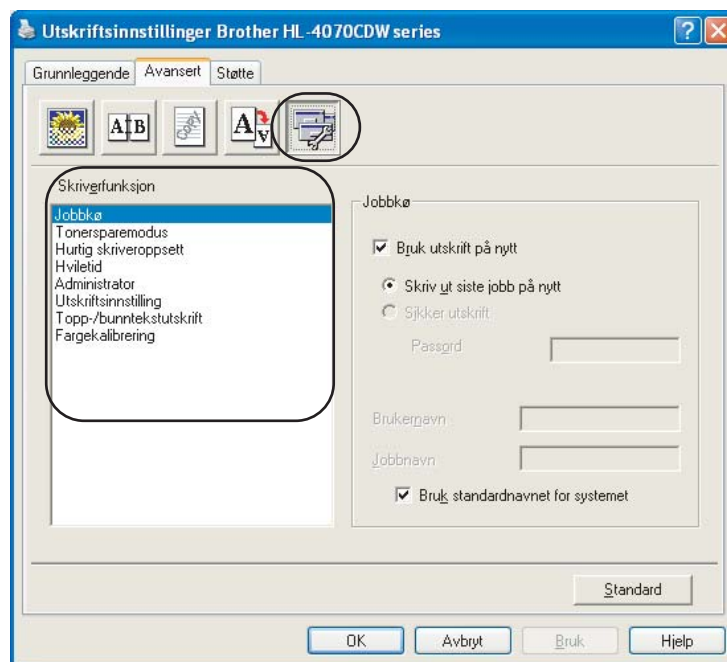 Utskriftsinnstillinger Brother HL-4070CDW series
Grunnleggende Avansert Støtte
A B
COPY
A A
Skriverfunksjon
Jobbkø
Tonersparemodus
Hurtig skriveroppsett
Hviletid
Administrator
Utskriftsinnstilling
Topp-/bunntekstutskrift
Fargekalibrering
Jobbkø
Bruk utskrift på nytt
Skriv ut siste jobb på nytt
Sikker utskrift
Passord
Brukernavn
Jobbnavn
Bruk standardnavnet for systemet
Standard
OK Avbryt Bruk Hjelp